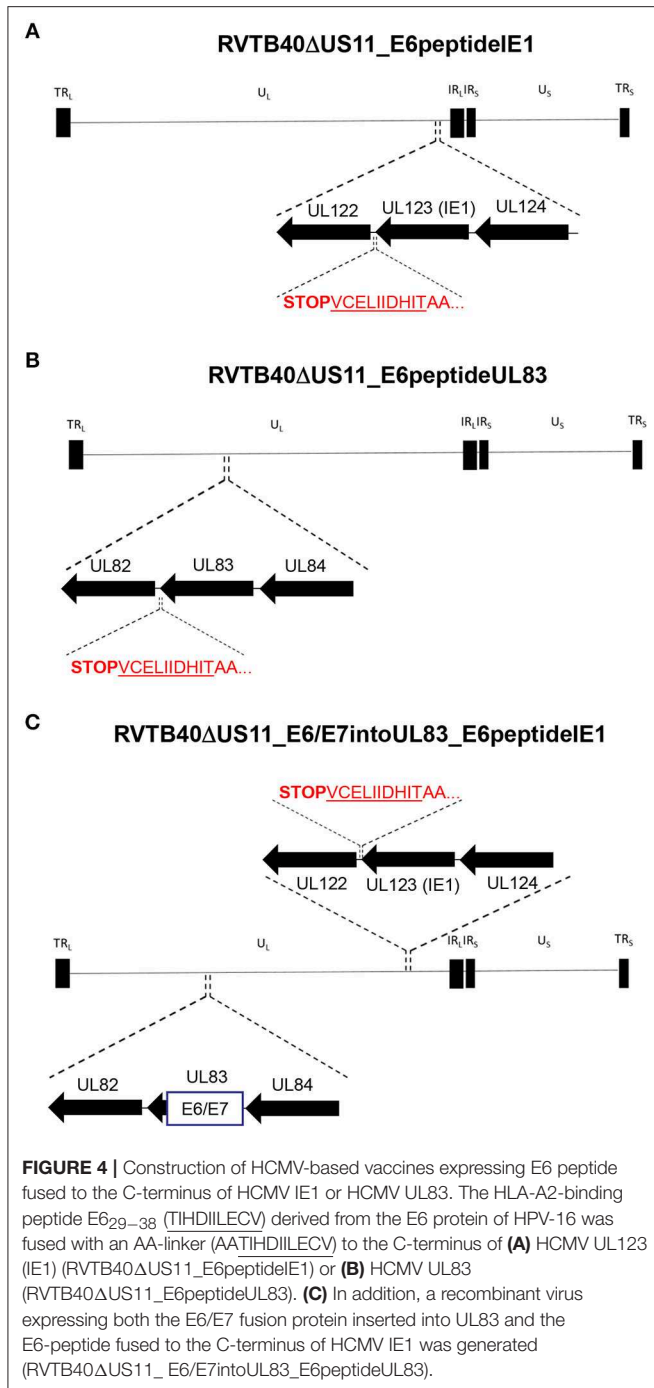 A
RVTB40ΔUS11_E6peptideIE1
TRL UL IRL IRS US TRS
UL122 UL123 (IE1) UL124
STOPVCELIIDHITAA...
B
RVTB40ΔUS11_E6peptideUL83
TRL UL IRL IRS US TRS
UL82 UL83 UL84
STOPVCELIIDHITAA...
C
RVTB40ΔUS11_E6/E7intoUL83_E6peptideIE1
STOPVCELIIDHITAA...
UL122 UL123 (IE1) UL124
TRL UL IRL IRS US TRS
UL82 UL83 UL84
E6/E7
FIGURE 4 | Construction of HCMV-based vaccines expressing E6 peptide
fused to the C-terminus of HCMV IE1 or HCMV UL83. The HLA-A2-binding
peptide E629–38 (TIHDIILECV) derived from the E6 protein of HPV-16 was
fused with an AA-linker (AATIHDIILECV) to the C-terminus of (A) HCMV UL123
(IE1) (RVTB40ΔUS11_E6peptideIE1) or (B) HCMV UL83
(RVTB40ΔUS11_E6peptideUL83). (C) In addition, a recombinant virus
expressing both the E6/E7 fusion protein inserted into UL83 and the
E6-peptide fused to the C-terminus of HCMV IE1 was generated
(RVTB40ΔUS11_ E6/E7intoUL83_E6peptideUL83).